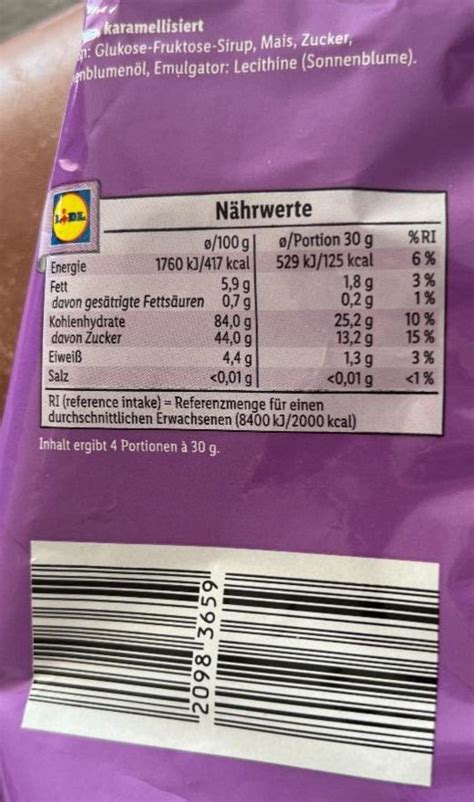 karamellisiert
Glukose-Fruktose-Sirup, Mais, Zucker,
Emulgator: Lecithine (Sonnenblume).
LIDL
Nährwerte
ø/100 g ø/Portion 30 g %RI
Energie 1760 kJ/417 kcal 529 kJ/125 kcal 6 %
Fett 5,9 g 1,8 g 3 %
davon gesätrigte Fettsäuren 0,7 g 0,2 g 1 %
Kohlenhydrate 84,0 g 25,2 g 10 %
davon Zucker 44,0 g 13,2 g 15 %
Eiweiß 4,4 g 1,3 g 3 %
Salz <0,01 g <0,01 g <1 %
RI (reference intake) = Referenzmenge für einen
durchschnittlichen Erwachsenen (8400 kJ/2000 kcal)
Inhalt ergibt 4 Portionen à 30 g.
2098 3659